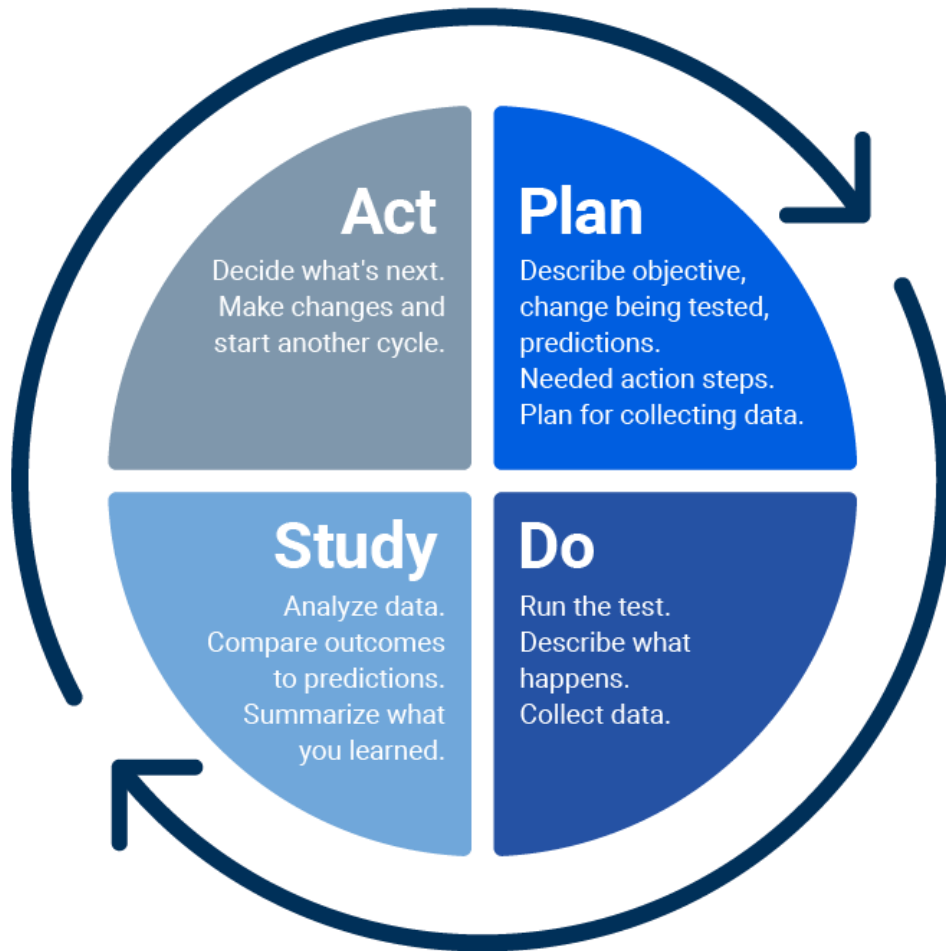 Act
Decide what's next.
Make changes and
start another cycle.
Plan
Describe objective,
change being tested,
predictions.
Needed action steps.
Plan for collecting data.
Study
Analyze data.
Compare outcomes
to predictions.
Summarize what
you learned.
Do
Run the test.
Describe what
happens.
Collect data.